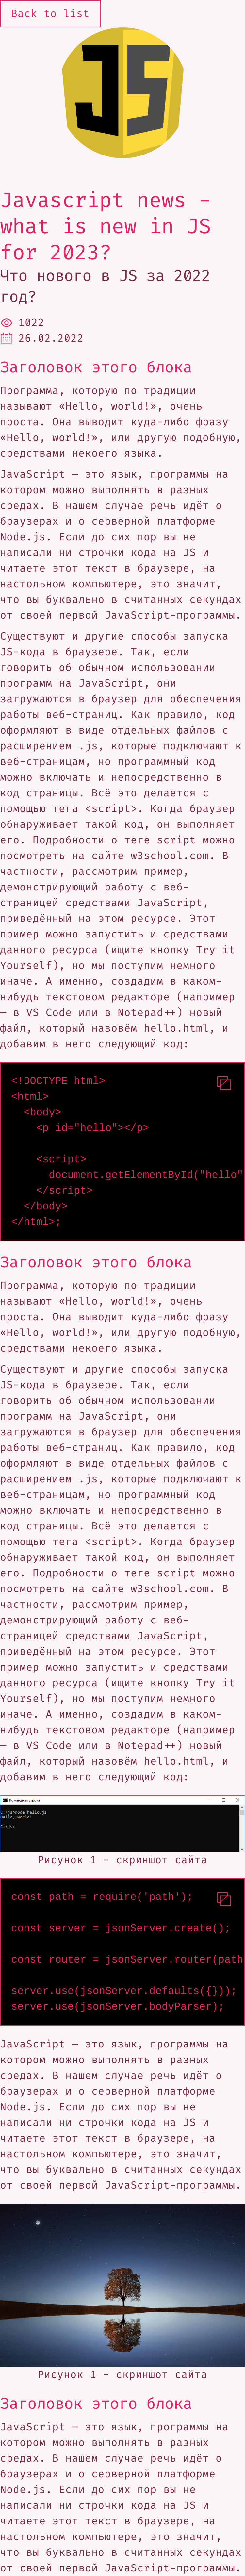 Back to list
JS
Javascript news -
what is new in JS
for 2023?
Что нового в JS за 2022
год?
1022
26.02.2022
Заголовок этого блока
Программа, которую по традиции
называют «Hello, world!», очень
проста. Она выводит куда-либо фразу
«Hello, world!», или другую подобную,
средствами некоего языка.
JavaScript — это язык, программы на
котором можно выполнять в разных
средах. В нашем случае речь идёт о
браузерах и о серверной платформе
Node.js. Если до сих пор вы не
написали ни строчки кода на JS и
читаете этот текст в браузере, на
настольном компьютере, это значит,
что вы буквально в считанных секундах
от своей первой JavaScript-программы.
Существуют и другие способы запуска
JS-кода в браузере. Так, если
говорить об обычном использовании
программ на JavaScript, они
загружаются в браузер для обеспечения
работы веб-страниц. Как правило, код
оформляют в виде отдельных файлов с
расширением .js, которые подключают к
веб-страницам, но программный код
можно включать и непосредственно в
код страницы. Всё это делается с
помощью тега <script>. Когда браузер
обнаруживает такой код, он выполняет
его. Подробности о теге script можно
посмотреть на сайте w3school.com. В
частности, рассмотрим пример,
демонстрирующий работу с веб-
страницей средствами JavaScript,
приведённый на этом ресурсе. Этот
пример можно запустить и средствами
данного ресурса (ищите кнопку Try it
Yourself), но мы поступим немного
иначе. А именно, создадим в каком-
нибудь текстовом редакторе (например
— в VS Code или в Notepad++) новый
файл, который назовём hello.html, и
добавим в него следующий код:
<!DOCTYPE html>
<html>
<body>
<p id="hello"></p>
<script>
document.getElementById("hello"
</script>
</body>
</html>;
Заголовок этого блока
Программа, которую по традиции
называют «Hello, world!», очень
проста. Она выводит куда-либо фразу
«Hello, world!», или другую подобную,
средствами некоего языка.
Существуют и другие способы запуска
JS-кода в браузере. Так, если
говорить об обычном использовании
программ на JavaScript, они
загружаются в браузер для обеспечения
работы веб-страниц. Как правило, код
оформляют в виде отдельных файлов с
расширением .js, которые подключают к
веб-страницам, но программный код
можно включать и непосредственно в
код страницы. Всё это делается с
помощью тега <script>. Когда браузер
обнаруживает такой код, он выполняет
его. Подробности о теге script можно
посмотреть на сайте w3school.com. В
частности, рассмотрим пример,
демонстрирующий работу с веб-
страницей средствами JavaScript,
приведённый на этом ресурсе. Этот
пример можно запустить и средствами
данного ресурса (ищите кнопку Try it
Yourself), но мы поступим немного
иначе. А именно, создадим в каком-
нибудь текстовом редакторе (например
— в VS Code или в Notepad++) новый
файл, который назовём hello.html, и
добавим в него следующий код:
Командная строка
C:\js>node hello.js
Hello, World!
C:\js>
Рисунок 1 - скриншот сайта
const path = require('path');
const server = jsonServer.create();
const router = jsonServer.router(path
server.use(jsonServer.defaults({}));
server.use(jsonServer.bodyParser);
JavaScript — это язык, программы на
котором можно выполнять в разных
средах. В нашем случае речь идёт о
браузерах и о серверной платформе
Node.js. Если до сих пор вы не
написали ни строчки кода на JS и
читаете этот текст в браузере, на
настольном компьютере, это значит,
что вы буквально в считанных секундах
от своей первой JavaScript-программы.
Рисунок 1 - скриншот сайта
Заголовок этого блока
JavaScript — это язык, программы на
котором можно выполнять в разных
средах. В нашем случае речь идёт о
браузерах и о серверной платформе
Node.js. Если до сих пор вы не
написали ни строчки кода на JS и
читаете этот текст в браузере, на
настольном компьютере, это значит,
что вы буквально в считанных секундах
от своей первой JavaScript-программы.